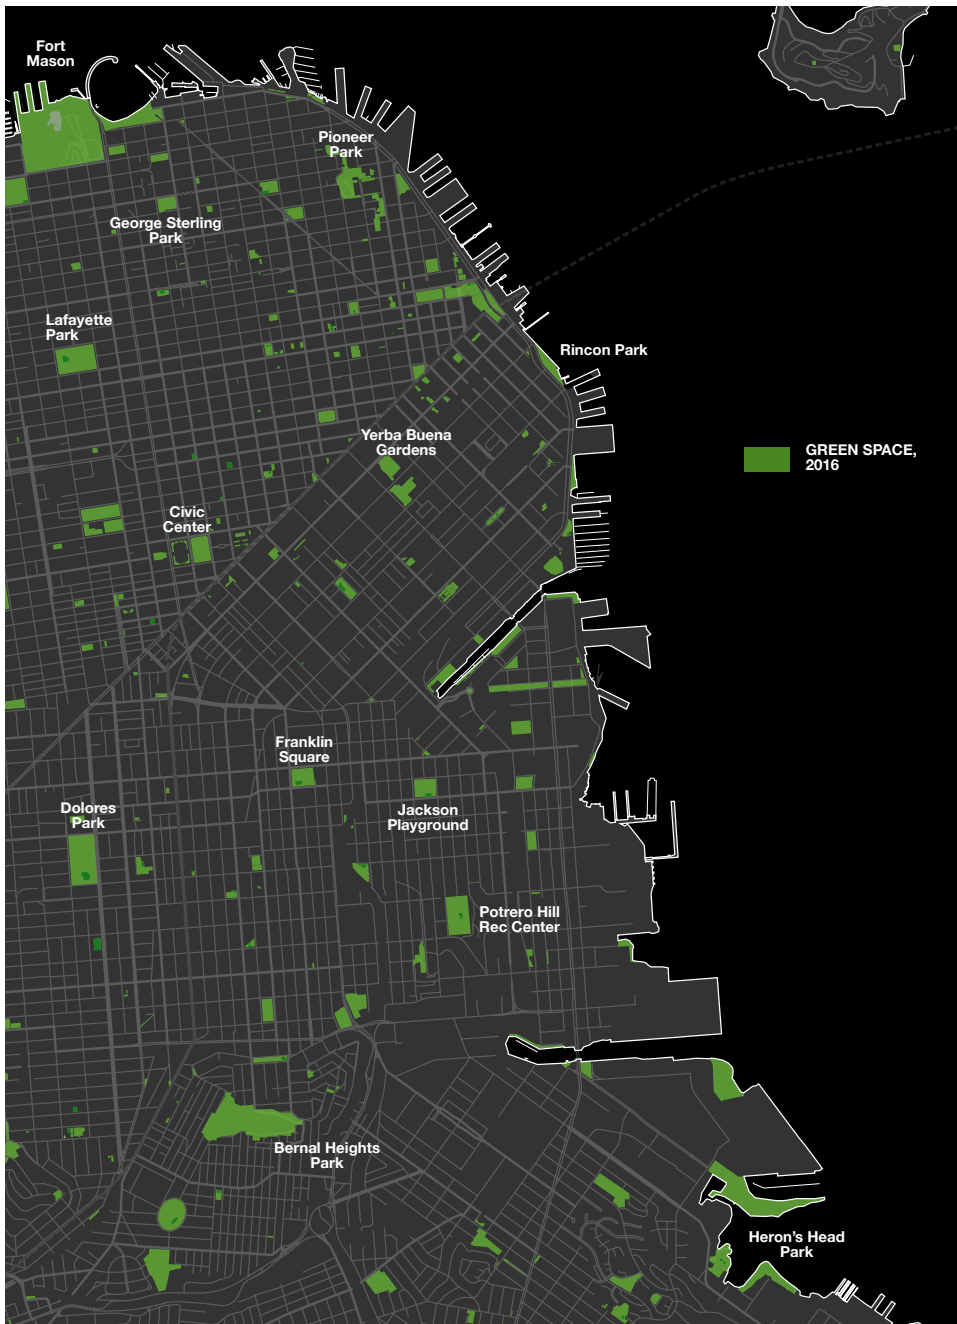 Fort
Mason
Pioneer
Park
George Sterling
Park
Lafayette
Park
Rincon Park
Yerba Buena
Gardens
GREEN SPACE,
2016
Civic
Center
Franklin
Square
Dolores
Park
Jackson
Playground
Potrero Hill
Rec Center
Bernal Heights
Park
Heron's Head
Park